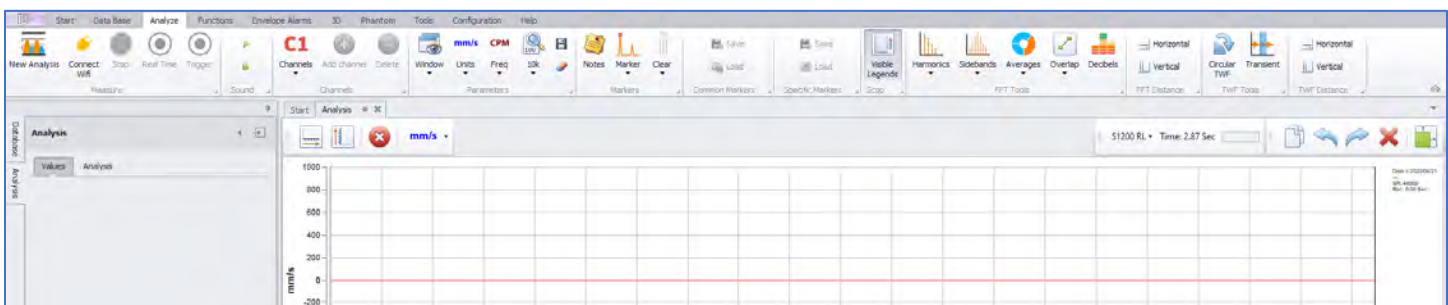 Start Data Base Analyze Functions Envelope Alarms 3D Phantom Tools Configuration Help
C1 mm/s CPM
New Analysis Connect Wifi Stop Real Time Trigger Channels Add channel Delete Window Units Freq 10k Notes Marker Clear Save Load Save Load Visible Legends Harmonics Sidebands Averages Overlap Decibels Horizontal Vertical Circular TWF Transient Horizontal Vertical
Measure Sound Channels Parameters Markers Common Markers Specific Markers FFT Tools FFT Distance TWF Tools TWF Distance
Start Analysis
Database
Analysis
Analysis
Values Analysis
mm/s
51200 RL Time: 2.87 Sec
1000
800
600
400
200
0
-200
mm/s